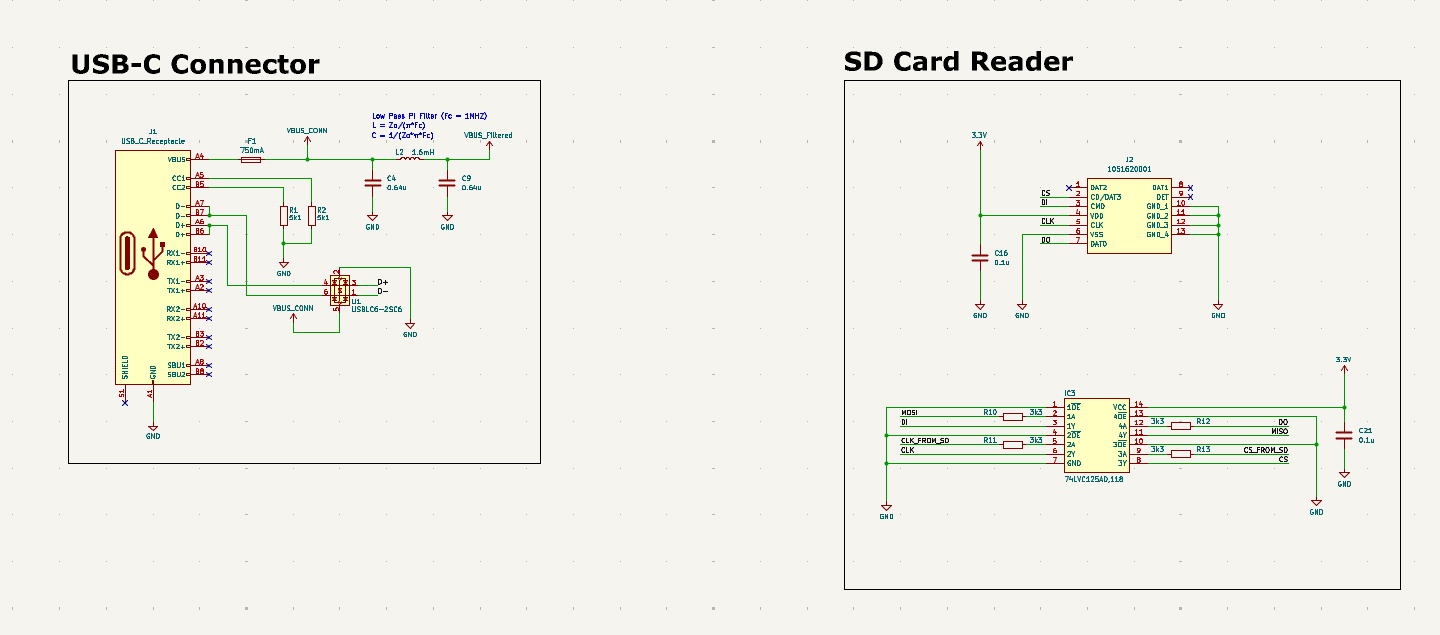 USB-C Connector
SD Card Reader
Low Pass Pi Filter (Fc = 1MHZ)
L = Zo/(π*Fc)
C = 1/(Zo*π*Fc)
J1
USB_C_Receptacle
F1
750mA
VBUS_CONN
VBUS_Filtered
L2 1.6mH
VBUS A4
CC1 A5
CC2 B5
D- A7
D- B7
D+ A6
D+ B6
RX1- B10
RX1+ B11
TX1- A3
TX1+ A2
RX2- A10
RX2+ A11
TX2- B3
TX2+ B2
SBU1 A8
SBU2 B8
SHIELD
GND
S1
A1
GND
C4
0.64u
GND
C9
0.64u
GND
R1
5k1
R2
5k1
GND
2
4 3 D+
6 1 D-
5
U1
USBLC6-2SC6
VBUS_CONN
GND
3.3V
J2
1051620001
1 DAT2 DAT1 8
CS 2 CD/DAT3 DET 9
DI 3 CMD GND_1 10
4 VDD GND_2 11
CLK 5 CLK GND_3 12
6 VSS GND_4 13
DO 7 DAT0
C16
0.1u
GND
GND
GND
3.3V
IC3
1 1OE VCC 14
MOSI R10 3k3 2 1A 4OE 13
DI 3 1Y 4A 12 3k3 R12 DO
4 2OE 4Y 11 MISO
CLK_FROM_SD R11 3k3 5 2A 3OE 10
CLK 6 2Y 3A 9 3k3 R13 CS_FROM_SD
7 GND 3Y 8 CS
74LVC125AD,118
C21
0.1u
GND
GND
GND